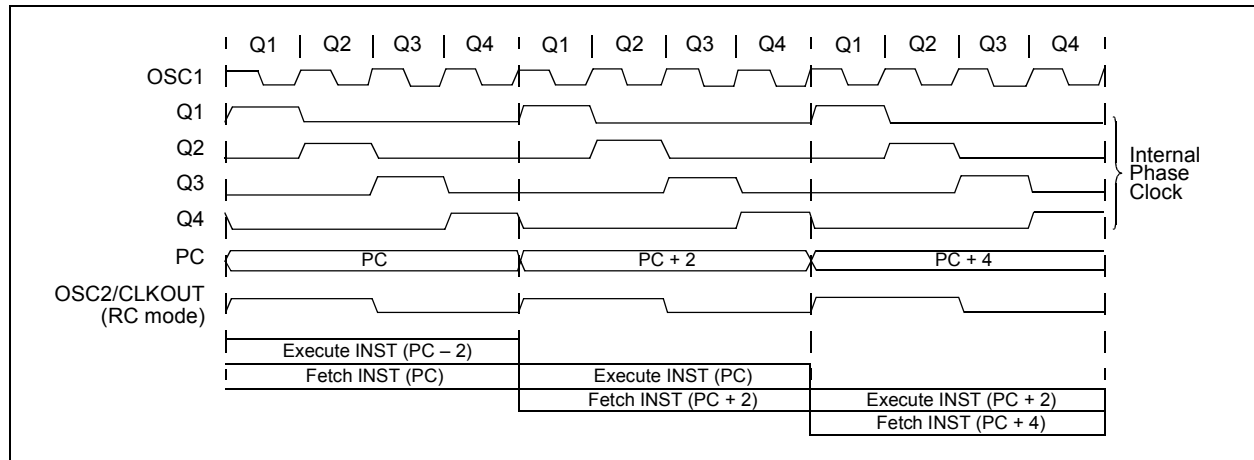 Q1 Q2 Q3 Q4 Q1 Q2 Q3 Q4 Q1 Q2 Q3 Q4
OSC1
Q1
Q2
Q3
Q4
Internal
Phase
Clock
PC PC PC + 2 PC + 4
OSC2/CLKOUT
(RC mode)
Execute INST (PC – 2)
Fetch INST (PC) Execute INST (PC)
Fetch INST (PC + 2) Execute INST (PC + 2)
Fetch INST (PC + 4)